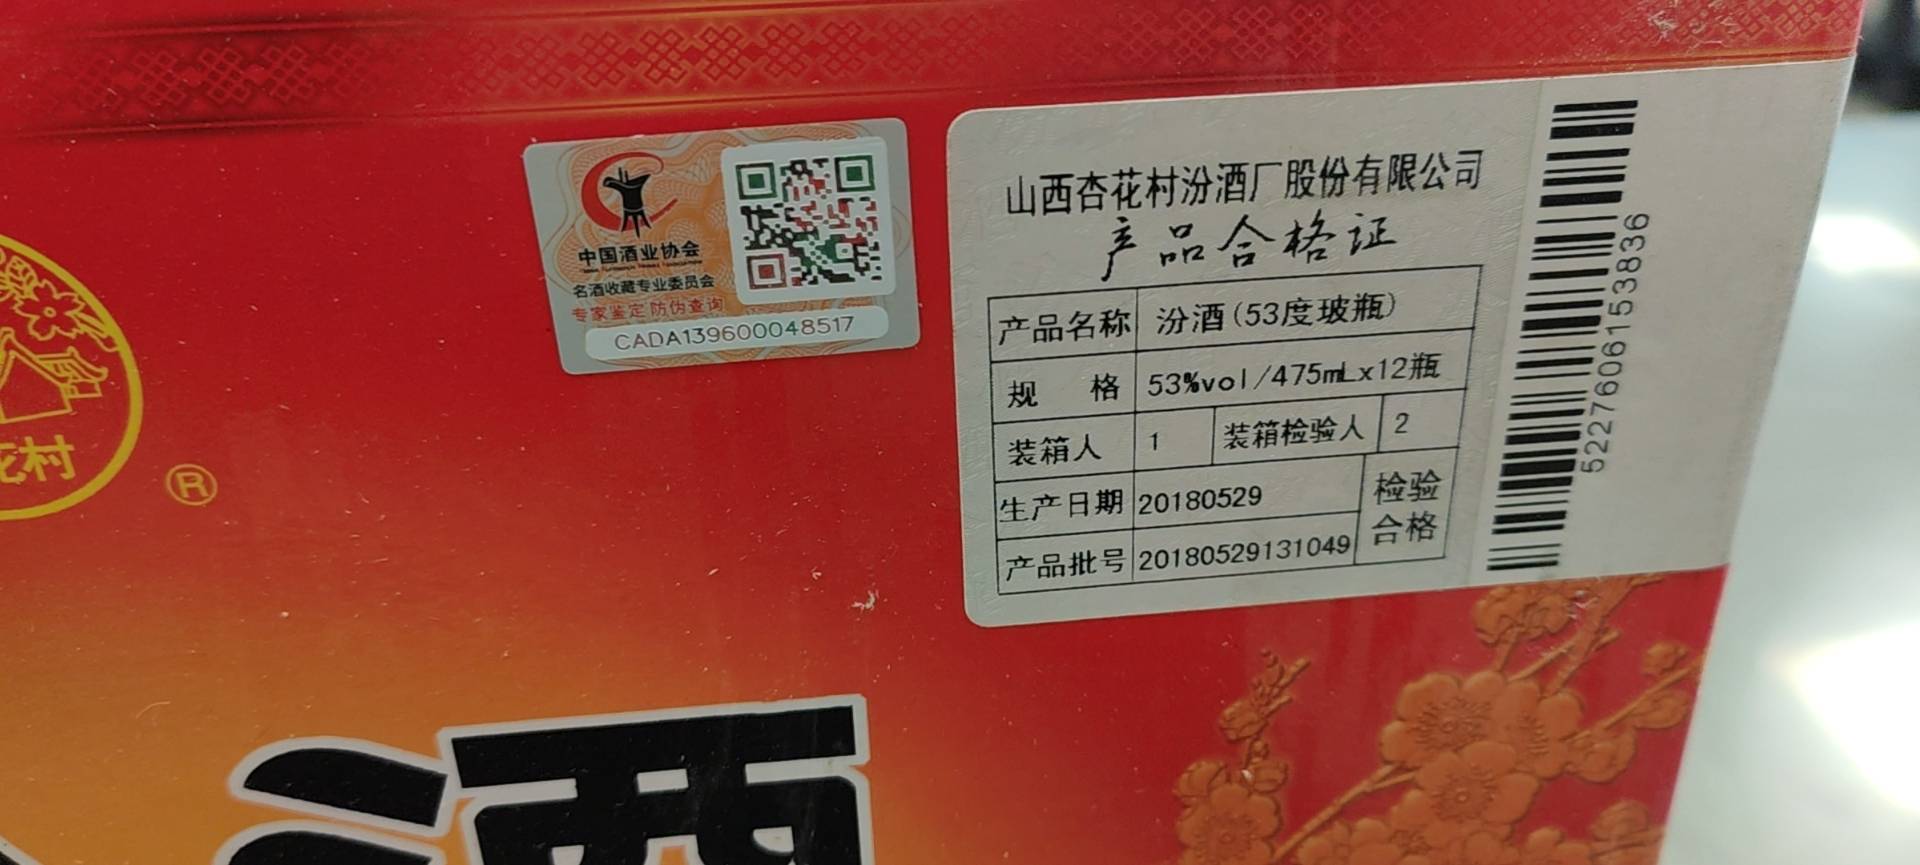 中国酒业协会
名酒收藏专业委员会
专家鉴定 防伪查询
CADA139600048517
山西杏花村汾酒厂股份有限公司
产品合格证
产品名称 汾酒(53度玻瓶)
规 格 53%vol/475mLx12瓶
装箱人 1 装箱检验人 2
生产日期 20180529 检验
产品批号 20180529131049 合格
5227606153836
花村
®
酒